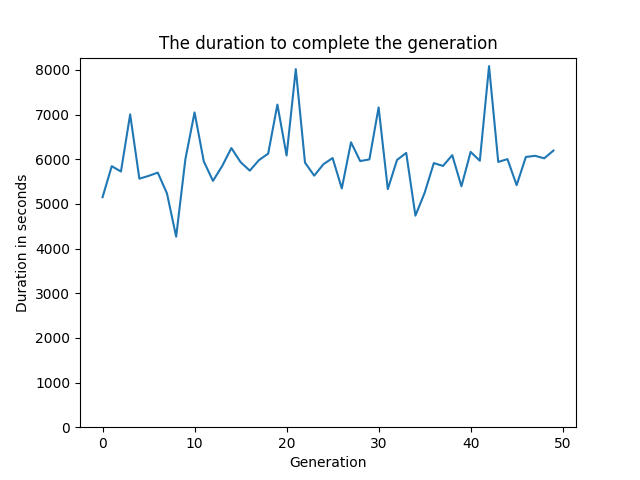 The duration to complete the generation
8000
7000
6000
5000
4000
3000
2000
1000
0
Duration in seconds
0 10 20 30 40 50
Generation